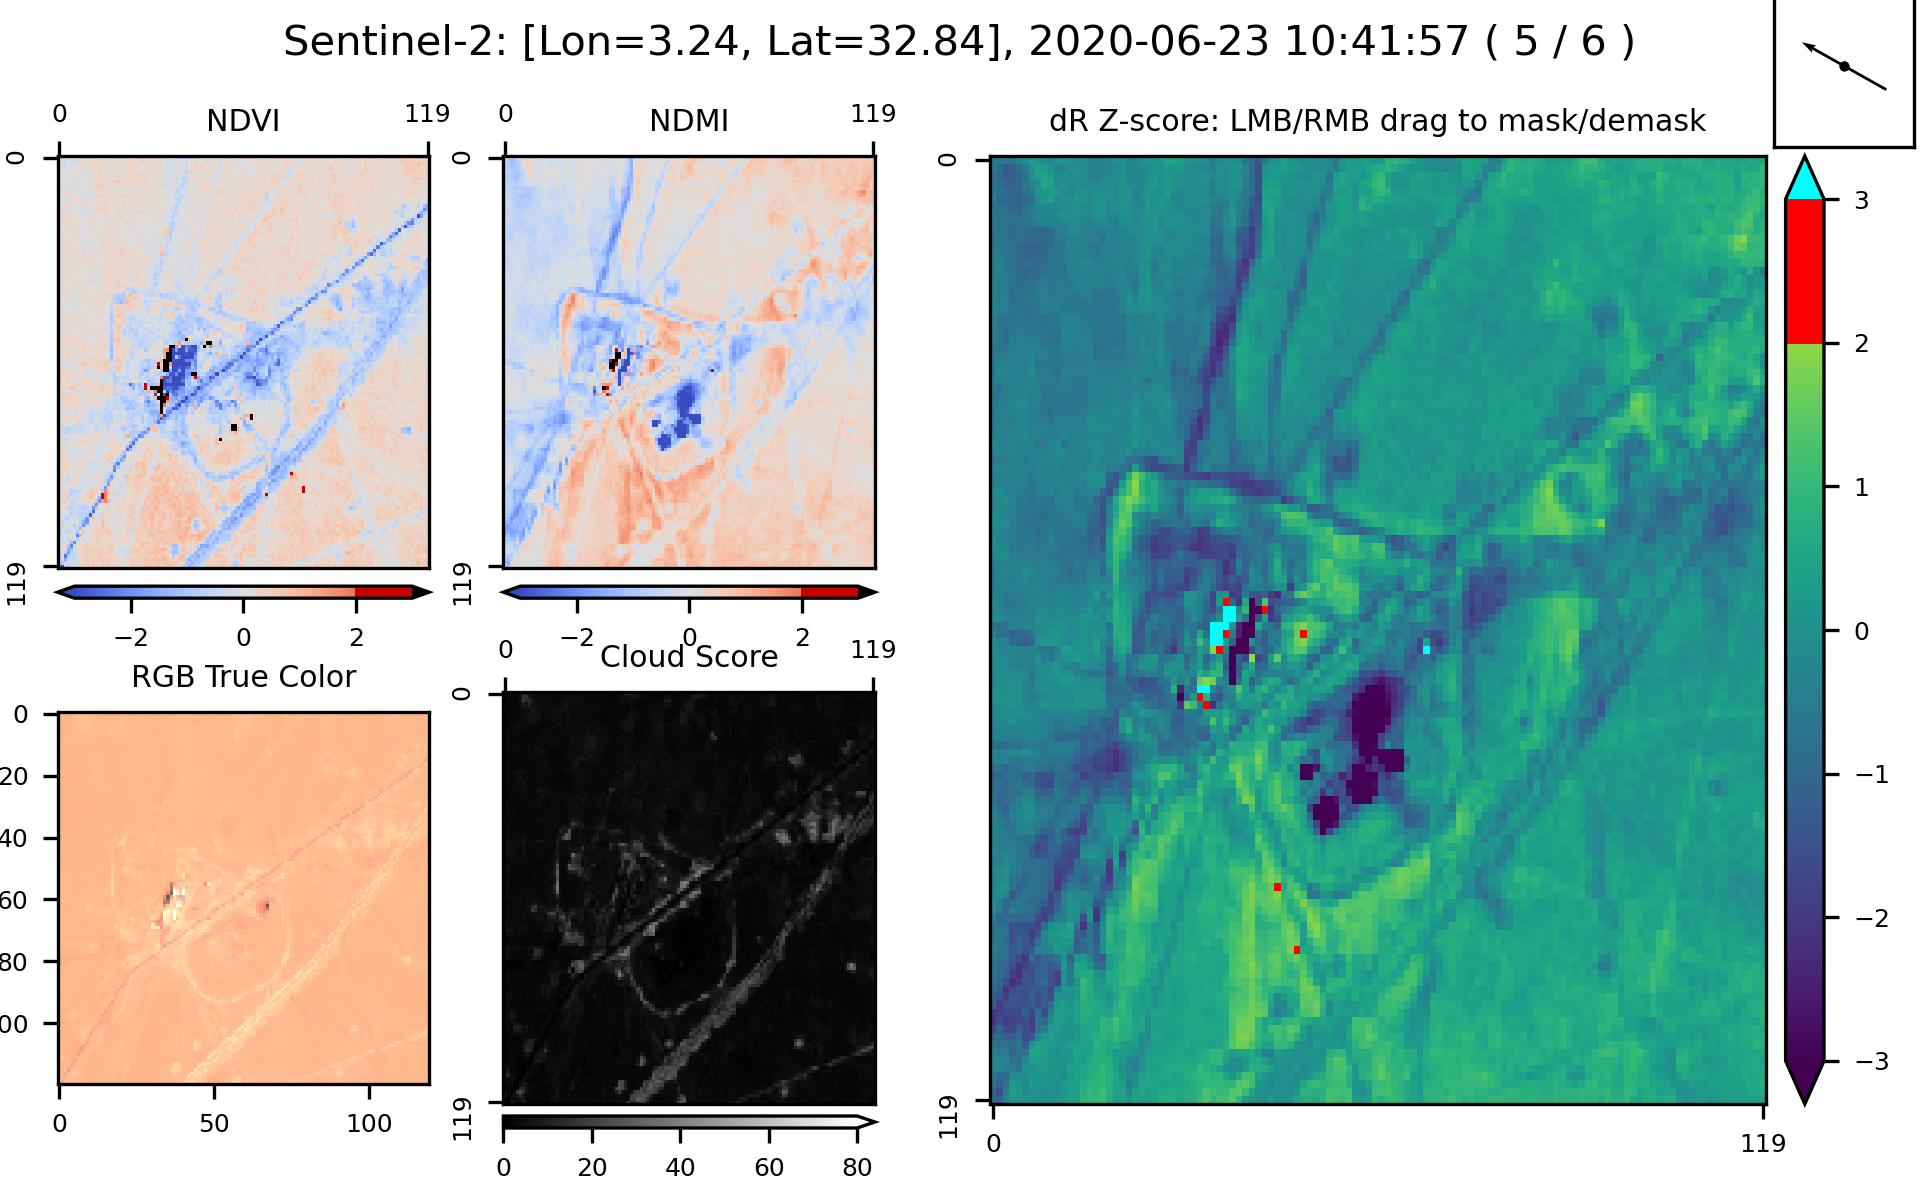 Sentinel-2: [Lon=3.24, Lat=32.84], 2020-06-23 10:41:57 ( 5 / 6 )
0 NDVI 119
0 NDMI 119
dR Z-score: LMB/RMB drag to mask/demask
0
119
0
119
0
119
−2 0 2
−2 0 2
3
2
1
0
−1
−2
−3
0 119
RGB True Color
0
20
40
60
80
00
0 50 100
0 Cloud Score 119
0
119
0 20 40 60 80